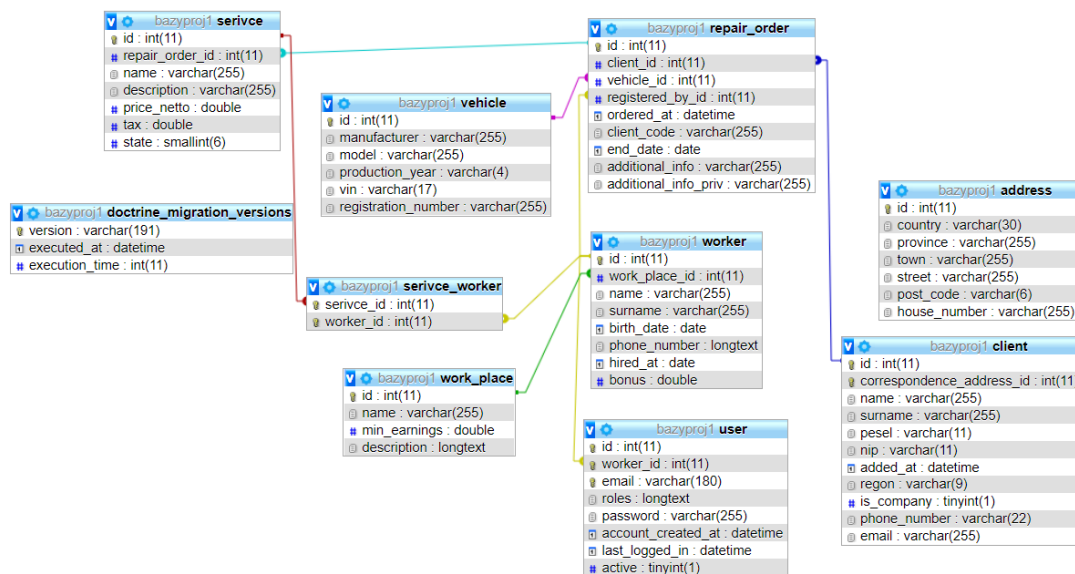 bazyproj1 serivce
id : int(11)
repair_order_id : int(11)
name : varchar(255)
description : varchar(255)
price_netto : double
tax : double
state : smallint(6)
bazyproj1 repair_order
id : int(11)
client_id : int(11)
vehicle_id : int(11)
registered_by_id : int(11)
ordered_at : datetime
client_code : varchar(255)
end_date : date
additional_info : varchar(255)
additional_info_priv : varchar(255)
bazyproj1 vehicle
id : int(11)
manufacturer : varchar(255)
model : varchar(255)
production_year : varchar(4)
vin : varchar(17)
registration_number : varchar(255)
bazyproj1 doctrine_migration_versions
version : varchar(191)
executed_at : datetime
execution_time : int(11)
bazyproj1 address
id : int(11)
country : varchar(30)
province : varchar(255)
town : varchar(255)
street : varchar(255)
post_code : varchar(6)
house_number : varchar(255)
bazyproj1 worker
id : int(11)
work_place_id : int(11)
name : varchar(255)
surname : varchar(255)
birth_date : date
phone_number : longtext
hired_at : date
bonus : double
bazyproj1 serivce_worker
serivce_id : int(11)
worker_id : int(11)
bazyproj1 client
id : int(11)
correspondence_address_id : int(11)
name : varchar(255)
surname : varchar(255)
pesel : varchar(11)
nip : varchar(11)
added_at : datetime
regon : varchar(9)
is_company : tinyint(1)
phone_number : varchar(22)
email : varchar(255)
bazyproj1 work_place
id : int(11)
name : varchar(255)
min_earnings : double
description : longtext
bazyproj1 user
id : int(11)
worker_id : int(11)
email : varchar(180)
roles : longtext
password : varchar(255)
account_created_at : datetime
last_logged_in : datetime
active : tinyint(1)